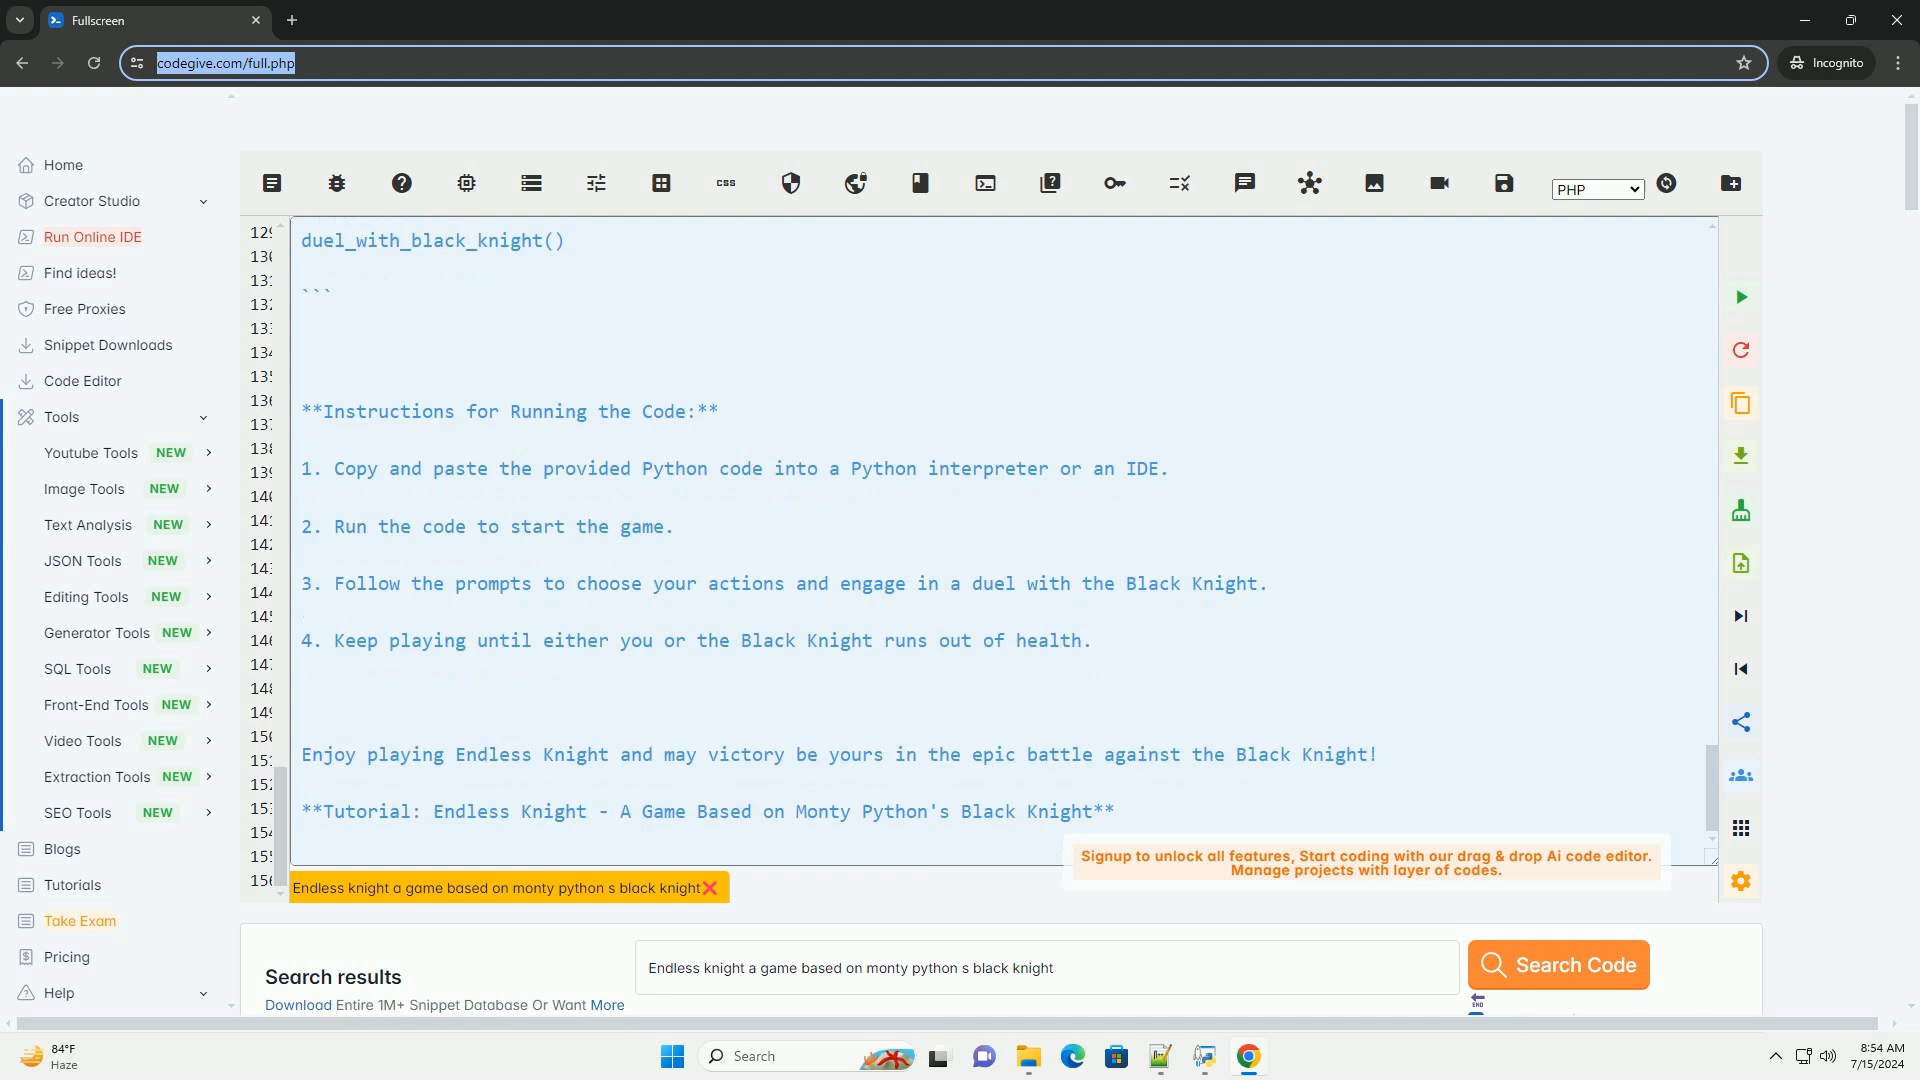 Fullscreen
codegive.com/full.php
Incognito
Home
Creator Studio
Run Online IDE
Find ideas!
Free Proxies
Snippet Downloads
Code Editor
Tools
Youtube Tools NEW
Image Tools NEW
Text Analysis NEW
JSON Tools NEW
Editing Tools NEW
Generator Tools NEW
SQL Tools NEW
Front-End Tools NEW
Video Tools NEW
Extraction Tools NEW
SEO Tools NEW
Blogs
Tutorials
Take Exam
Pricing
Help
css
PHP
duel_with_black_knight()
```
**Instructions for Running the Code:**
1. Copy and paste the provided Python code into a Python interpreter or an IDE.
2. Run the code to start the game.
3. Follow the prompts to choose your actions and engage in a duel with the Black Knight.
4. Keep playing until either you or the Black Knight runs out of health.
Enjoy playing Endless Knight and may victory be yours in the epic battle against the Black Knight!
**Tutorial: Endless Knight - A Game Based on Monty Python's Black Knight**
Signup to unlock all features, Start coding with our drag & drop Ai code editor.
Manage projects with layer of codes.
Endless knight a game based on monty python s black knight
Search results
Download Entire 1M+ Snippet Database Or Want More
Endless knight a game based on monty python s black knight
Search Code
END
84°F
Haze
Search
8:54 AM
7/15/2024